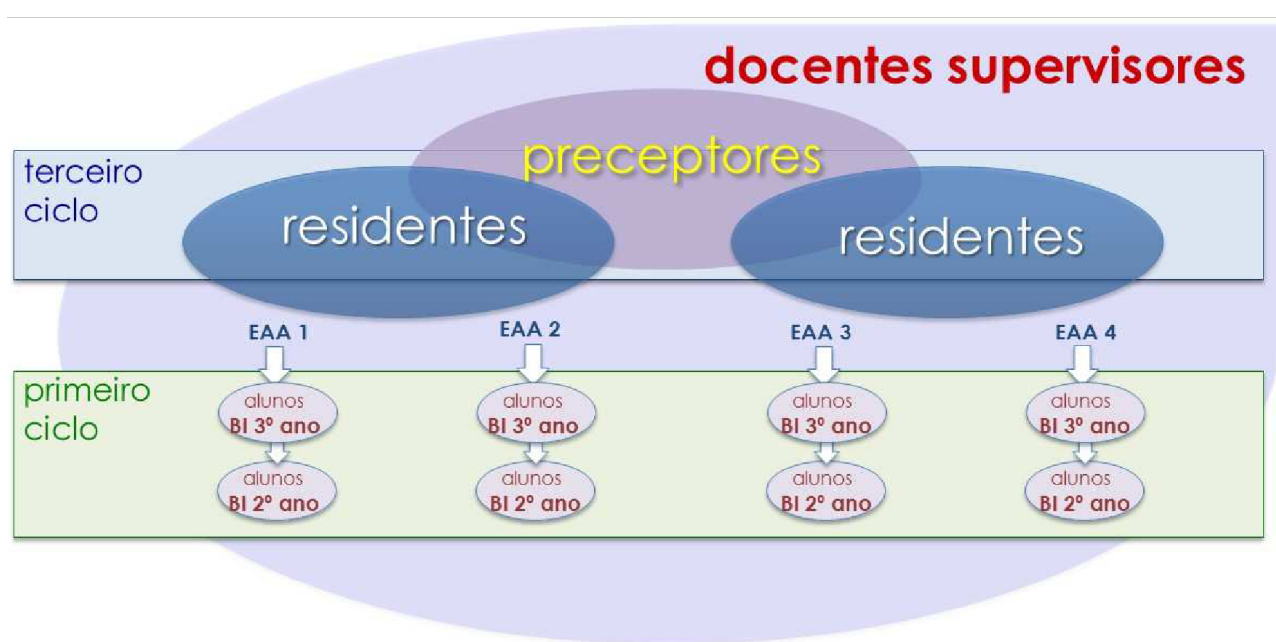 docentes supervisores
preceptores
terceiro
ciclo
residentes
residentes
EAA 1
EAA 2
EAA 3
EAA 4
primeiro
ciclo
alunos
BI 3º ano
alunos
BI 3º ano
alunos
BI 3º ano
alunos
BI 3º ano
alunos
BI 2º ano
alunos
BI 2º ano
alunos
BI 2º ano
alunos
BI 2º ano